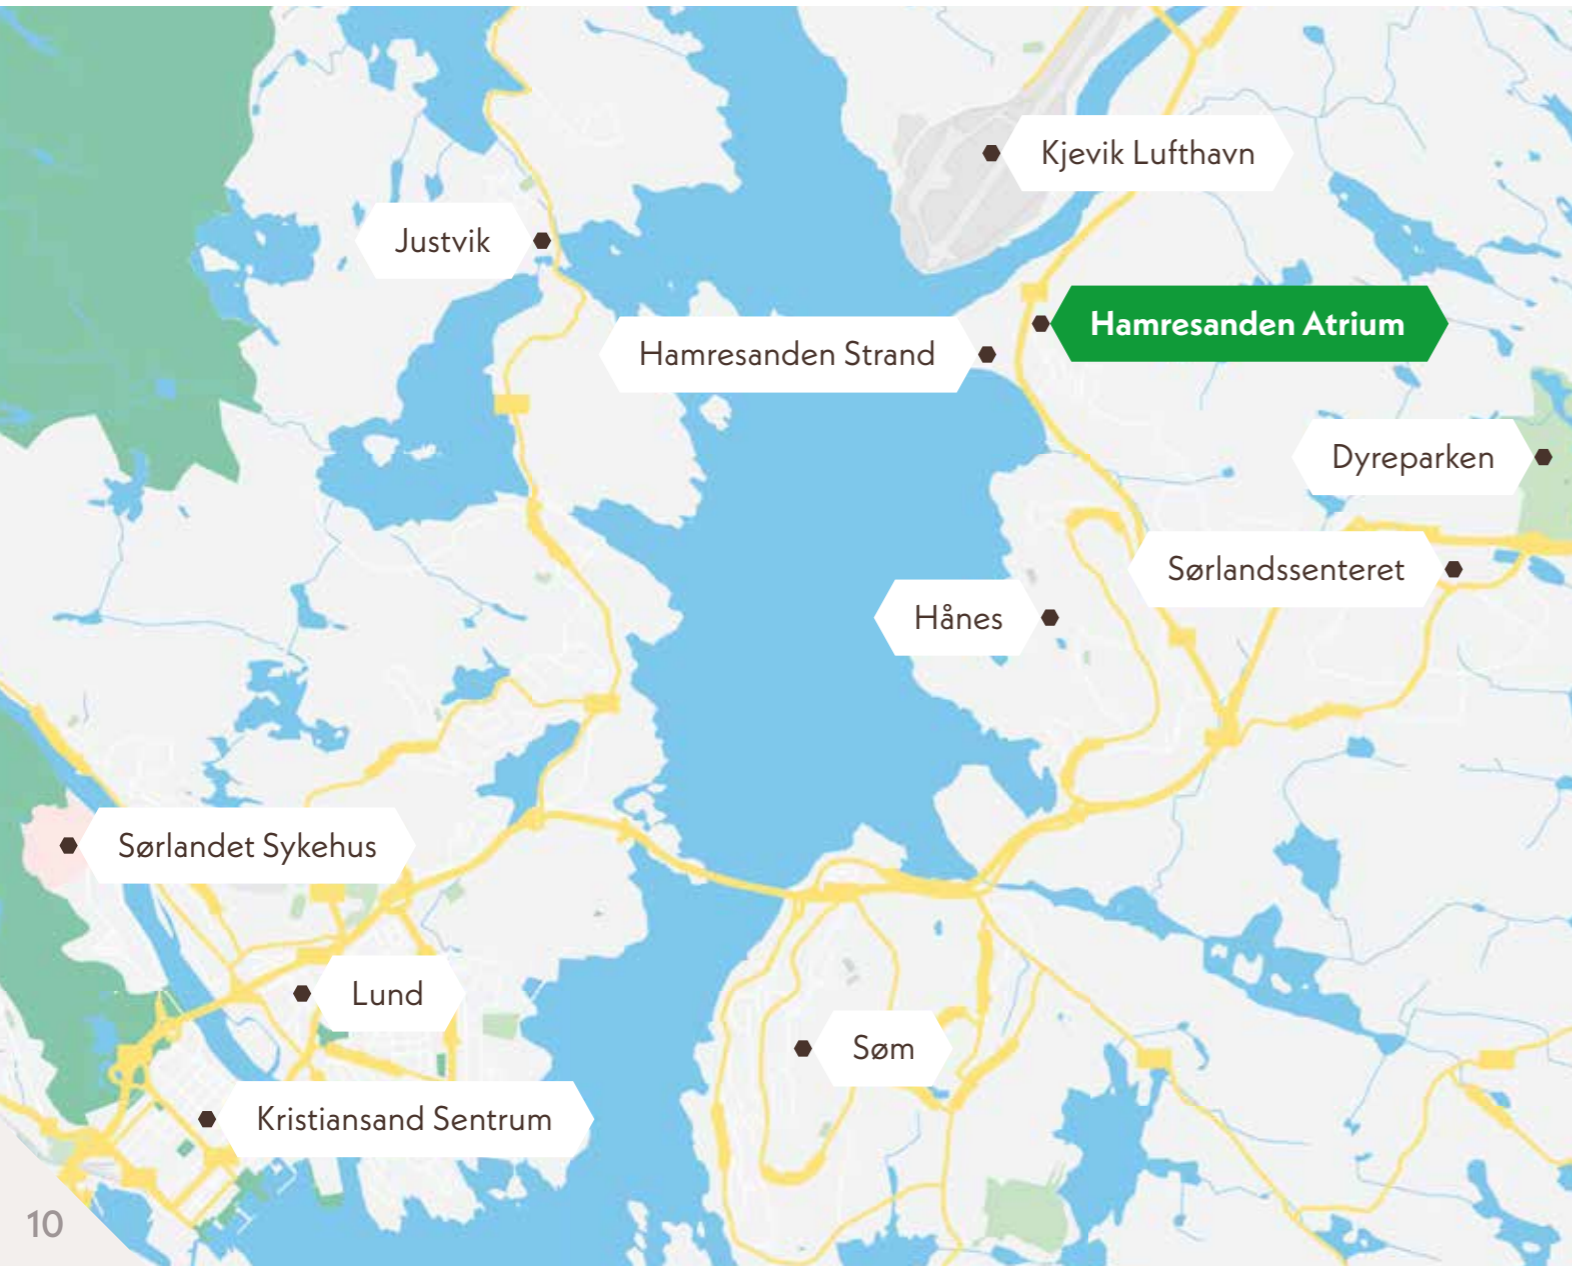 Kjevik Lufthavn
Justvik
Hamresanden Atrium
Hamresanden Strand
Dyreparken
Sørlandssenteret
Hånes
Sørlandet Sykehus
Lund
Søm
Kristiansand Sentrum
10